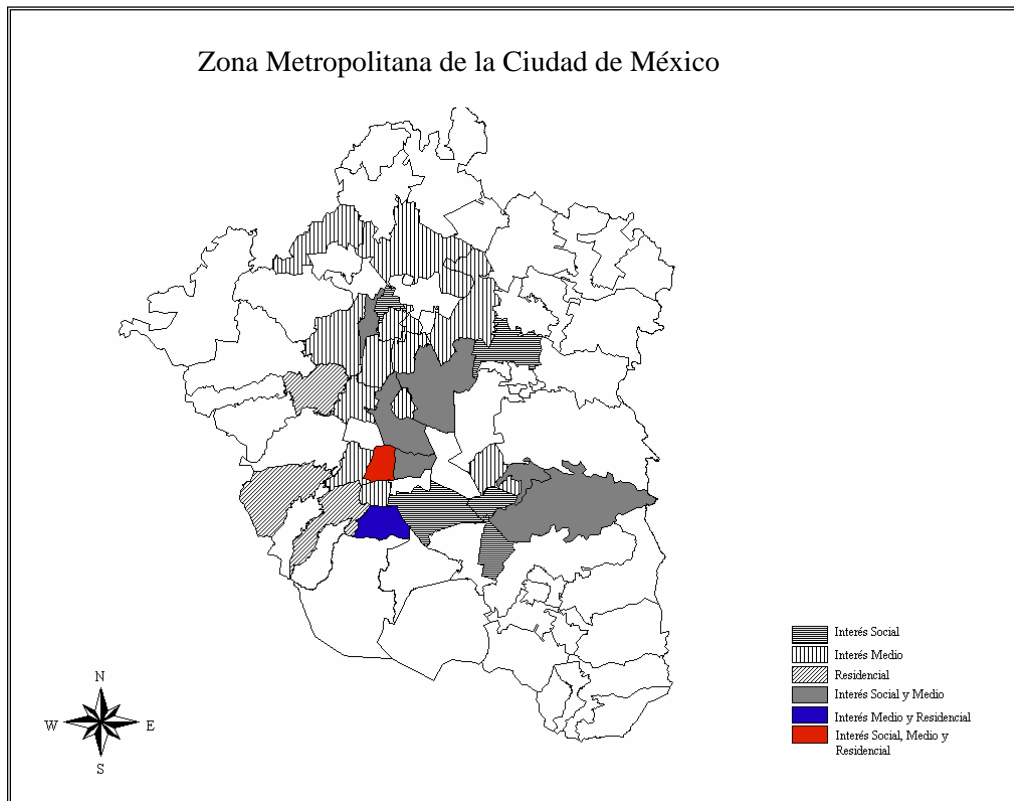 Zona Metropolitana de la Ciudad de México
Interés Social
Interés Medio
Residencial
Interés Social y Medio
Interés Medio y Residencial
Interés Social, Medio y
Residencial
N
W
E
S